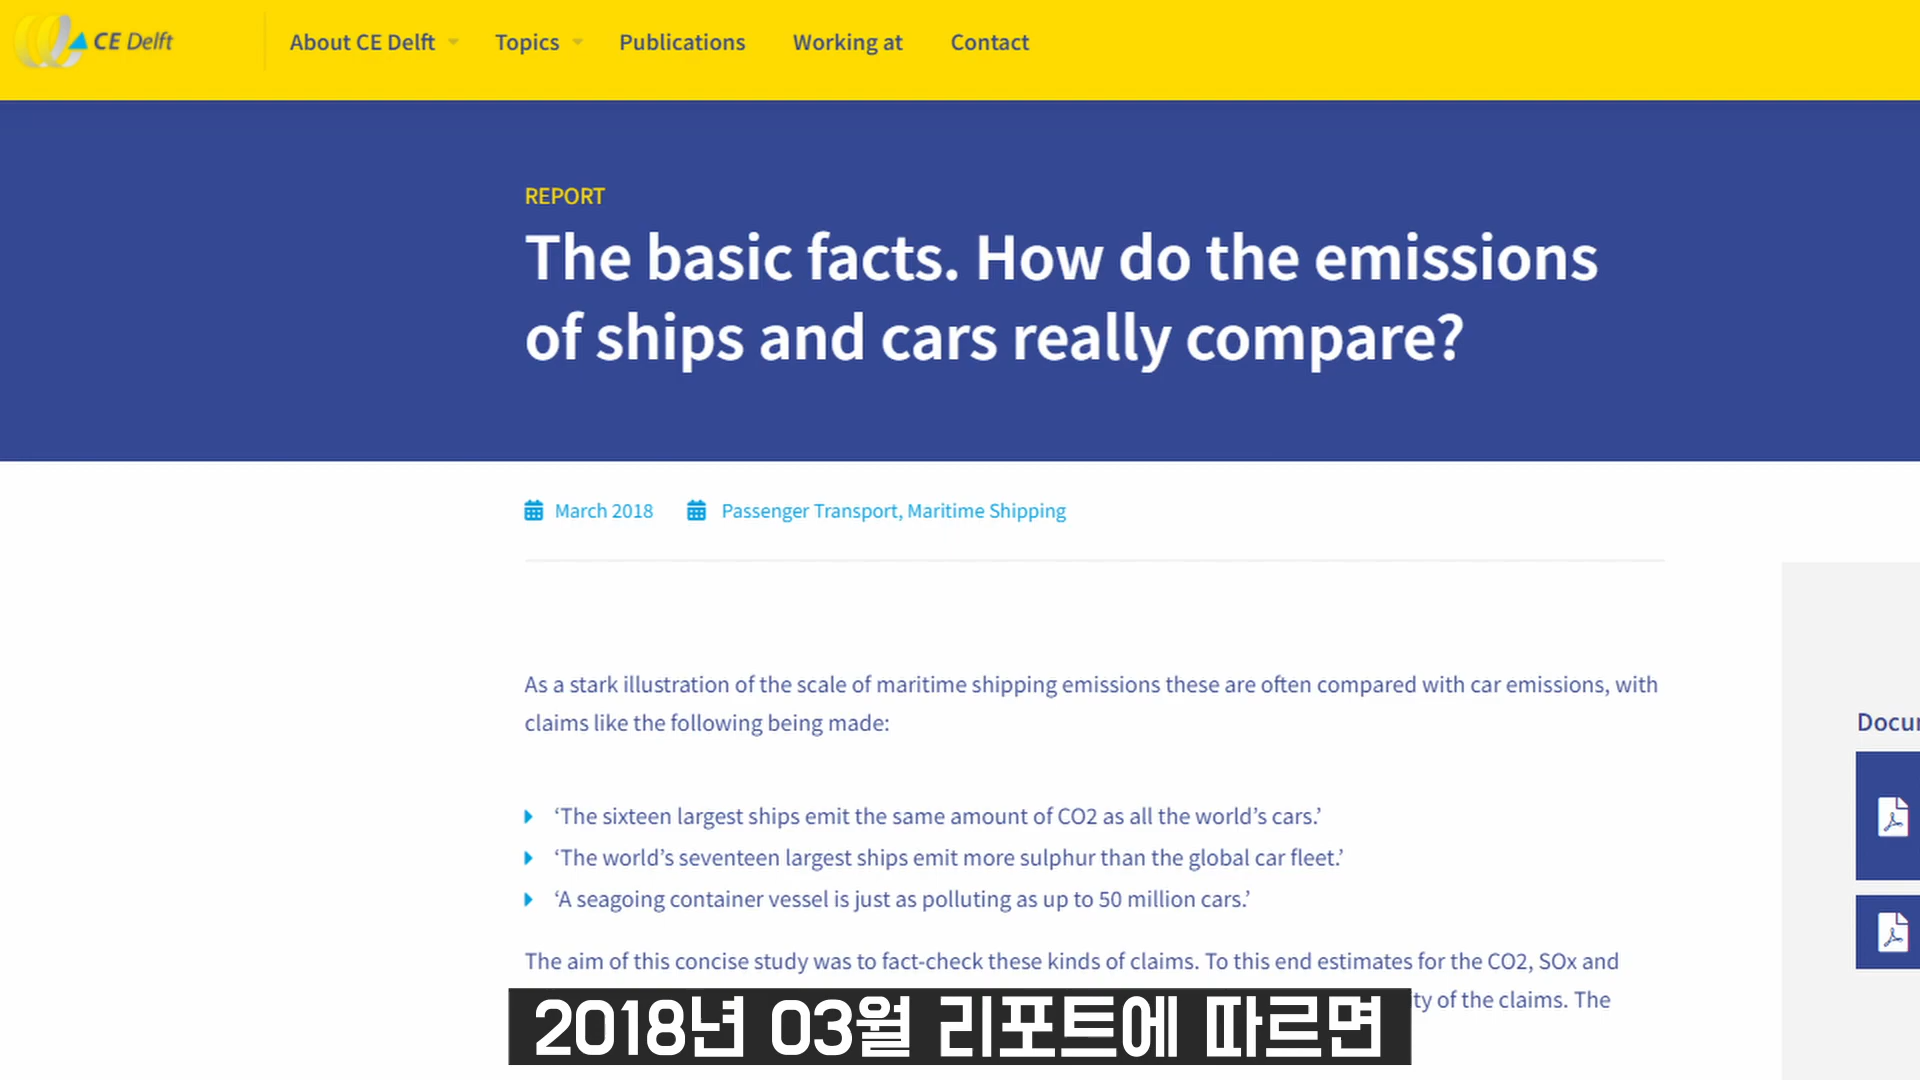 CE Delft
About CE Delft Topics Publications Working at Contact
REPORT
The basic facts. How do the emissions
of ships and cars really compare?
March 2018 Passenger Transport, Maritime Shipping
As a stark illustration of the scale of maritime shipping emissions these are often compared with car emissions, with
claims like the following being made:
Docu
‘The sixteen largest ships emit the same amount of CO2 as all the world’s cars.’
‘The world’s seventeen largest ships emit more sulphur than the global car fleet.’
‘A seagoing container vessel is just as polluting as up to 50 million cars.’
The aim of this concise study was to fact-check these kinds of claims. To this end estimates for the CO2, SOx and
ty of the claims. The
2018년 03월 리포트에 따르면